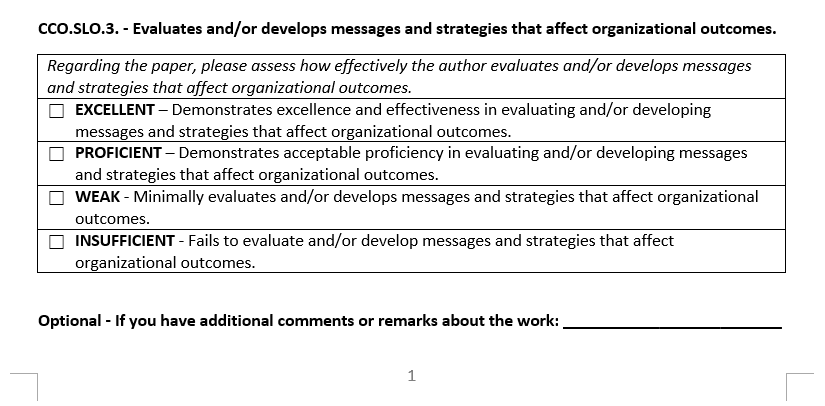 CCO.SLO.3. - Evaluates and/or develops messages and strategies that affect organizational outcomes.
Regarding the paper, please assess how effectively the author evaluates and/or develops messages
and strategies that affect organizational outcomes.
☐ EXCELLENT – Demonstrates excellence and effectiveness in evaluating and/or developing
messages and strategies that affect organizational outcomes.
☐ PROFICIENT – Demonstrates acceptable proficiency in evaluating and/or developing messages
and strategies that affect organizational outcomes.
☐ WEAK - Minimally evaluates and/or develops messages and strategies that affect organizational
outcomes.
☐ INSUFFICIENT - Fails to evaluate and/or develop messages and strategies that affect
organizational outcomes.
Optional - If you have additional comments or remarks about the work: ___________________________
1